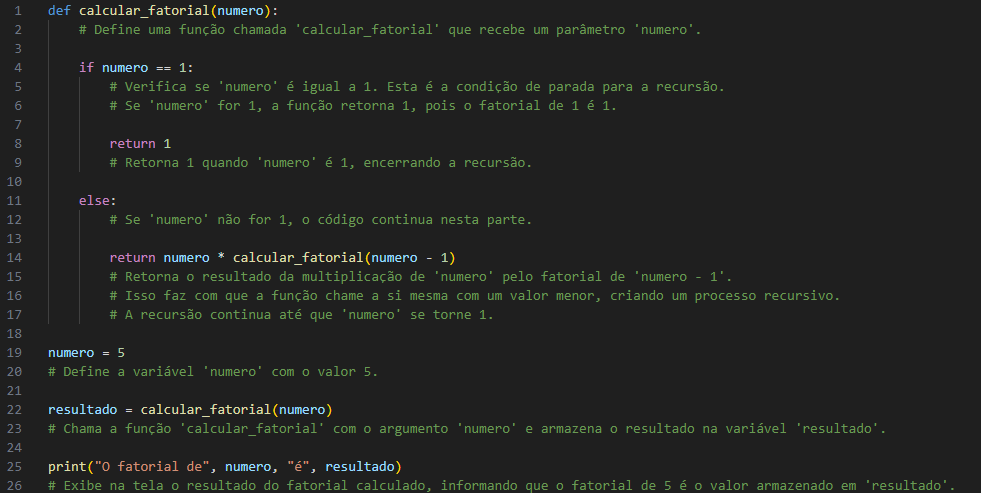 1 def calcular_fatorial(numero):
2 # Define uma função chamada 'calcular_fatorial' que recebe um parâmetro 'numero'.
3
4 if numero == 1:
5 # Verifica se 'numero' é igual a 1. Esta é a condição de parada para a recursão.
6 # Se 'numero' for 1, a função retorna 1, pois o fatorial de 1 é 1.
7
8 return 1
9 # Retorna 1 quando 'numero' é 1, encerrando a recursão.
10
11 else:
12 # Se 'numero' não for 1, o código continua nesta parte.
13
14 return numero * calcular_fatorial(numero - 1)
15 # Retorna o resultado da multiplicação de 'numero' pelo fatorial de 'numero - 1'.
16 # Isso faz com que a função chame a si mesma com um valor menor, criando um processo recursivo.
17 # A recursão continua até que 'numero' se torne 1.
18
19 numero = 5
20 # Define a variável 'numero' com o valor 5.
21
22 resultado = calcular_fatorial(numero)
23 # Chama a função 'calcular_fatorial' com o argumento 'numero' e armazena o resultado na variável 'resultado'.
24
25 print("O fatorial de", numero, "é", resultado)
26 # Exibe na tela o resultado do fatorial calculado, informando que o fatorial de 5 é o valor armazenado em 'resultado'.